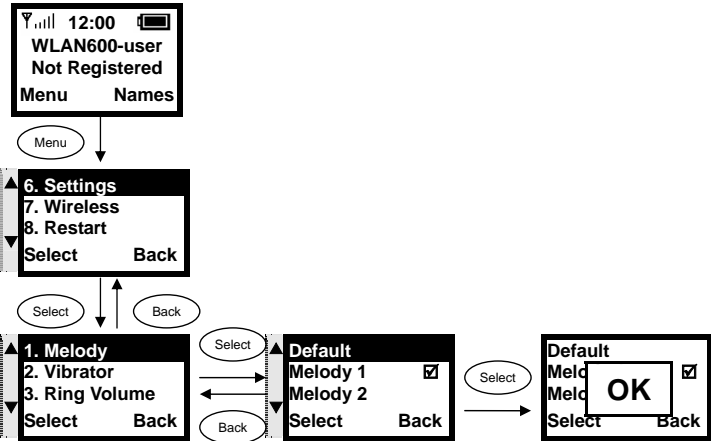 12:00
WLAN600-user
Not Registered
Menu Names
Menu
6. Settings
7. Wireless
8. Restart
Select Back
Select Back
1. Melody
2. Vibrator
3. Ring Volume
Select Back
Select
Back
Default
Melody 1
Melody 2
Select Back
Select
Default
Melo
Melo
OK
Select Back